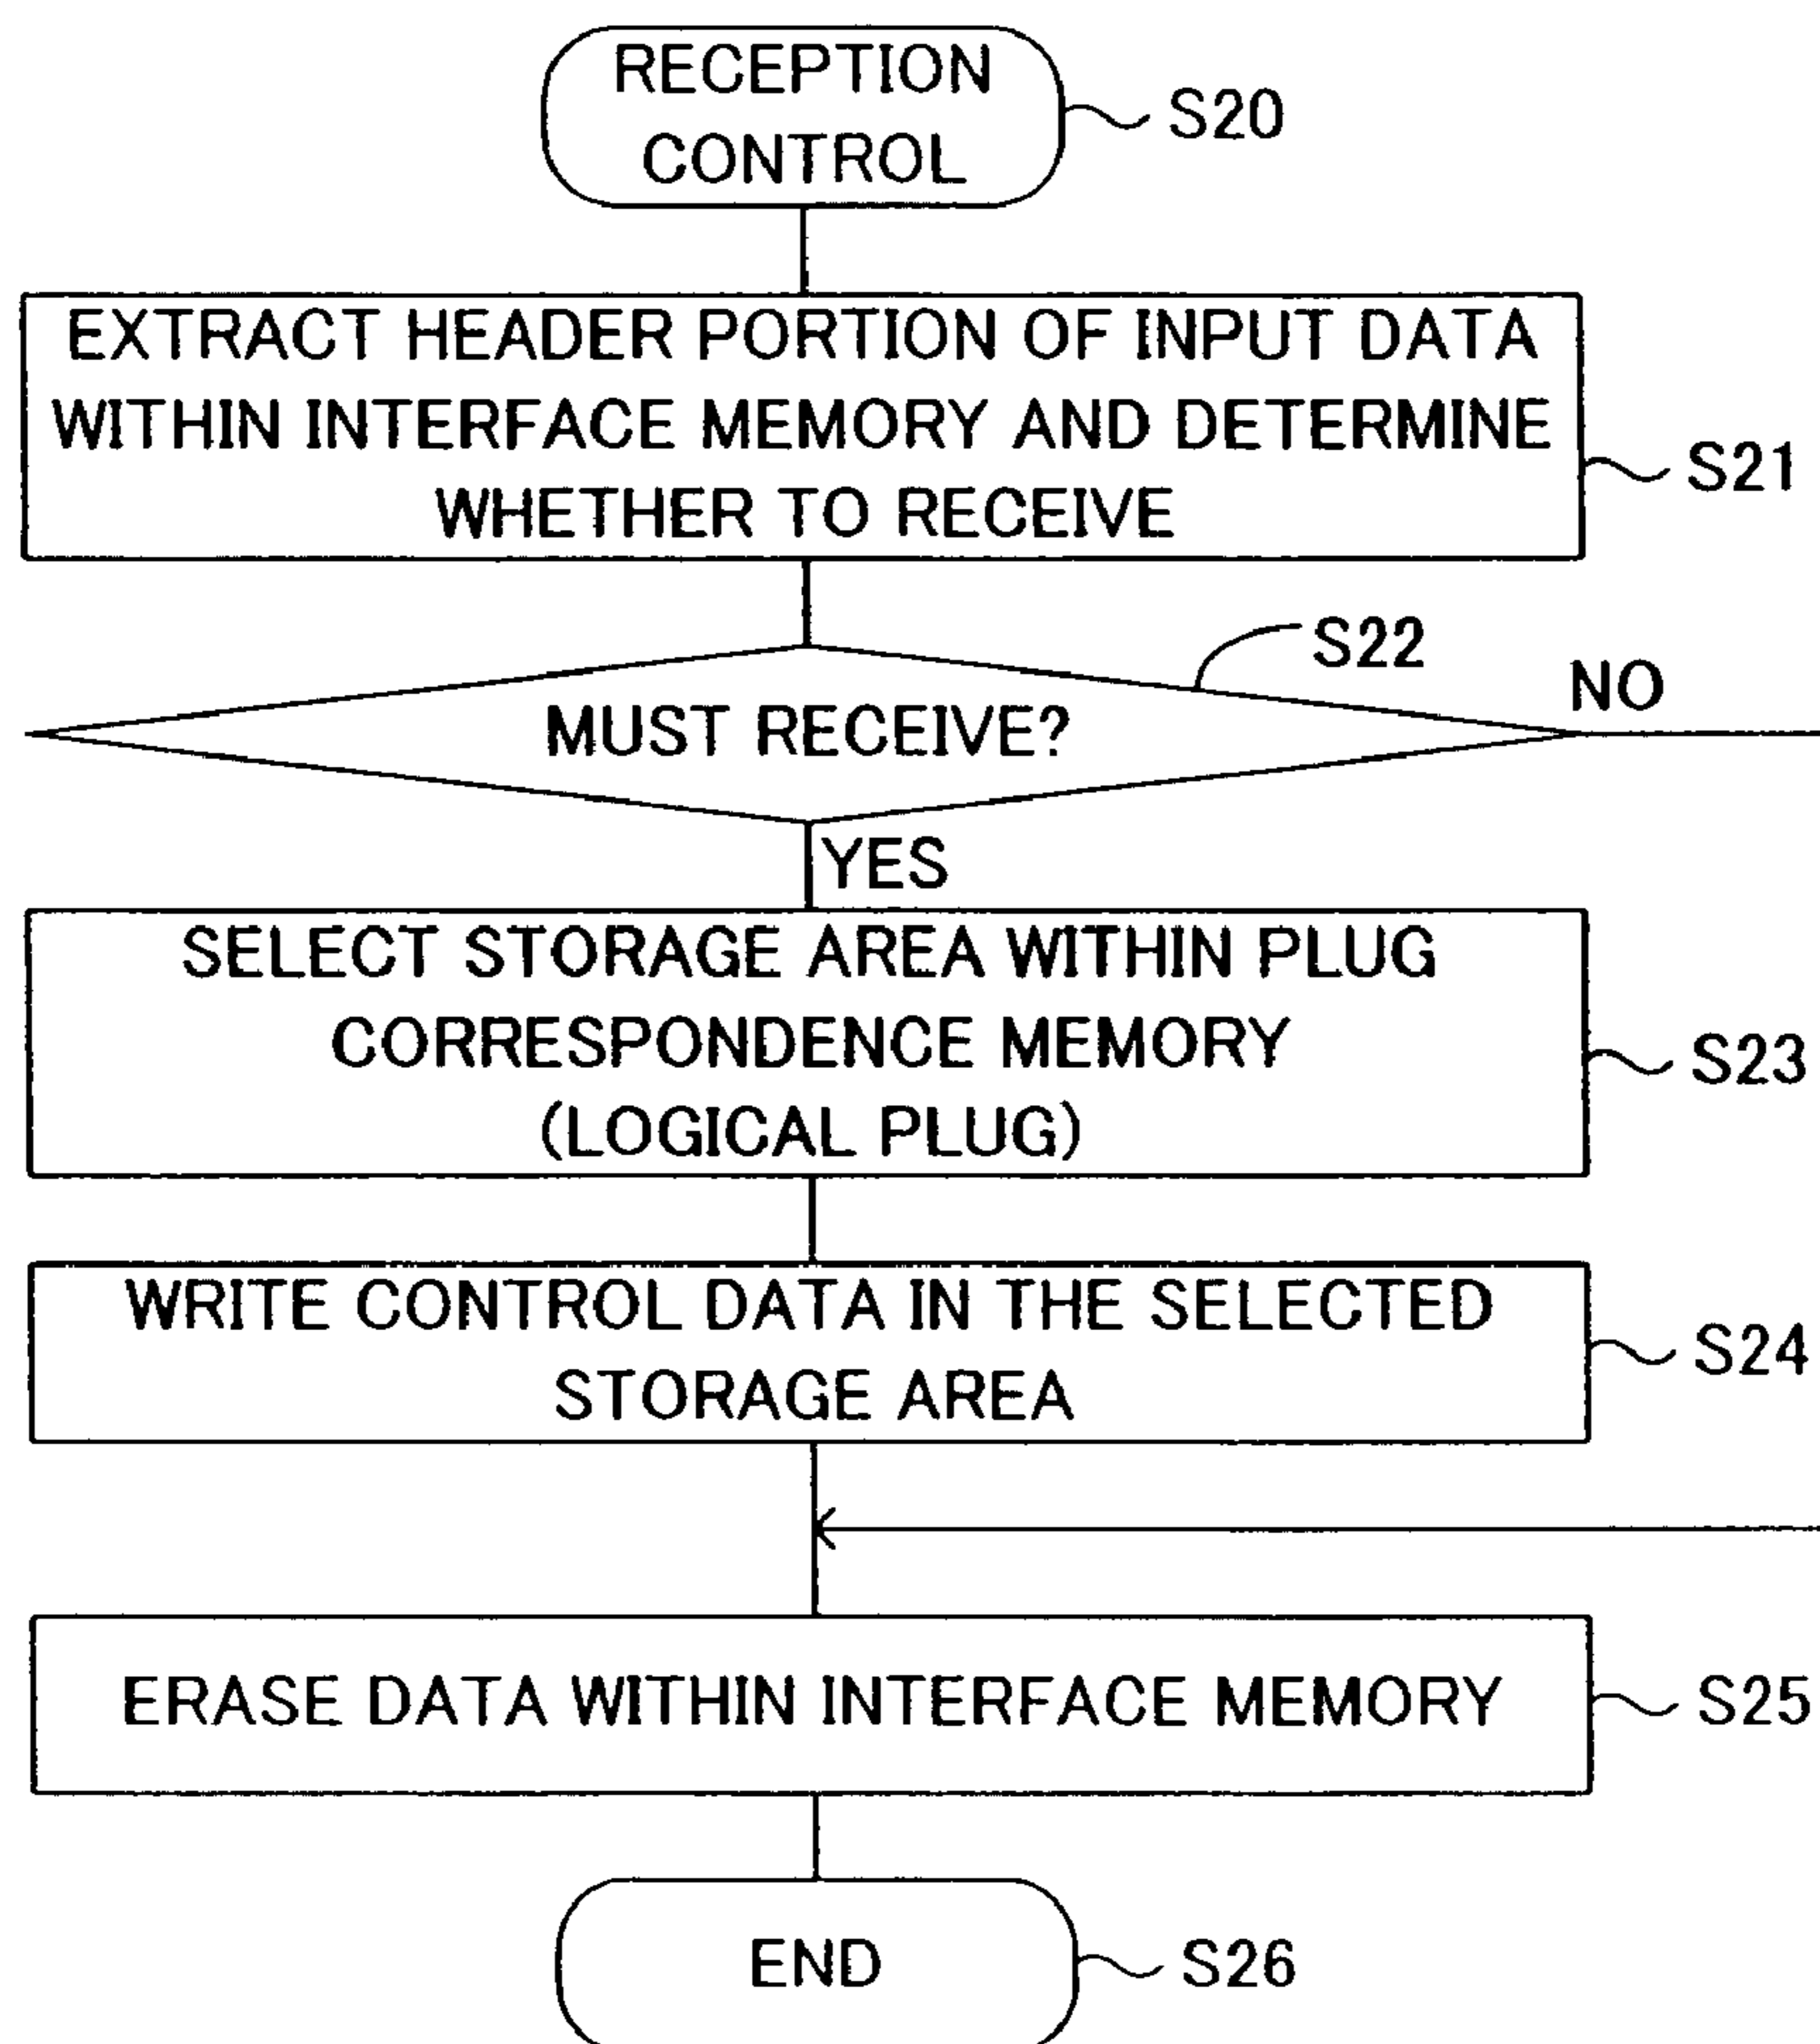 RECEPTION
CONTROL
S20
EXTRACT HEADER PORTION OF INPUT DATA
WITHIN INTERFACE MEMORY AND DETERMINE
WHETHER TO RECEIVE
S21
S22
NO
MUST RECEIVE?
YES
SELECT STORAGE AREA WITHIN PLUG
CORRESPONDENCE MEMORY
(LOGICAL PLUG)
S23
WRITE CONTROL DATA IN THE SELECTED
STORAGE AREA
S24
ERASE DATA WITHIN INTERFACE MEMORY
S25
END
S26